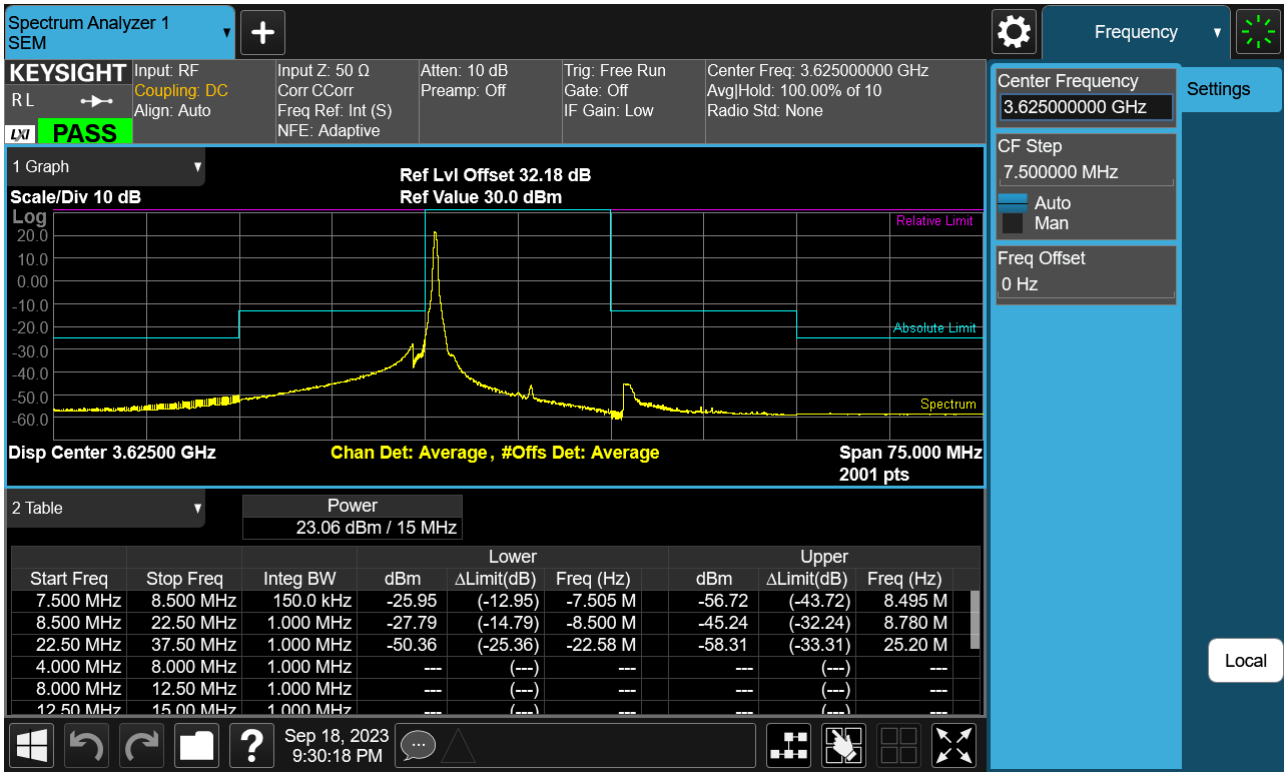 Spectrum Analyzer 1
SEM
Frequency
KEYSIGHT
RL
LXI PASS
Input: RF
Coupling: DC
Align: Auto
Input Z: 50 Ω
Corr CCorr
Freq Ref: Int (S)
NFE: Adaptive
Atten: 10 dB
Preamp: Off
Trig: Free Run
Gate: Off
IF Gain: Low
Center Freq: 3.625000000 GHz
Avg|Hold: 100.00% of 10
Radio Std: None
Center Frequency
3.625000000 GHz
Settings
CF Step
7.500000 MHz
Auto
Man
Freq Offset
0 Hz
1 Graph
Scale/Div 10 dB
Ref Lvl Offset 32.18 dB
Ref Value 30.0 dBm
Log
20.0
10.0
0.00
-10.0
-20.0
-30.0
-40.0
-50.0
-60.0
Relative Limit
Absolute Limit
Spectrum
Disp Center 3.62500 GHz
Chan Det: Average, #Offs Det: Average
Span 75.000 MHz
2001 pts
2 Table
Power
23.06 dBm / 15 MHz
Lower Upper
Start Freq Stop Freq Integ BW dBm ΔLimit(dB) Freq (Hz) dBm ΔLimit(dB) Freq (Hz)
7.500 MHz 8.500 MHz 150.0 kHz -25.95 (-12.95) -7.505 M -56.72 (-43.72) 8.495 M
8.500 MHz 22.50 MHz 1.000 MHz -27.79 (-14.79) -8.500 M -45.24 (-32.24) 8.780 M
22.50 MHz 37.50 MHz 1.000 MHz -50.36 (-25.36) -22.58 M -58.31 (-33.31) 25.20 M
4.000 MHz 8.000 MHz 1.000 MHz --- (---) --- --- (---) ---
8.000 MHz 12.50 MHz 1.000 MHz --- (---) --- --- (---) ---
12.50 MHz 15.00 MHz 1.000 MHz --- (---) --- --- (---) ---
Local
?
Sep 18, 2023
9:30:18 PM